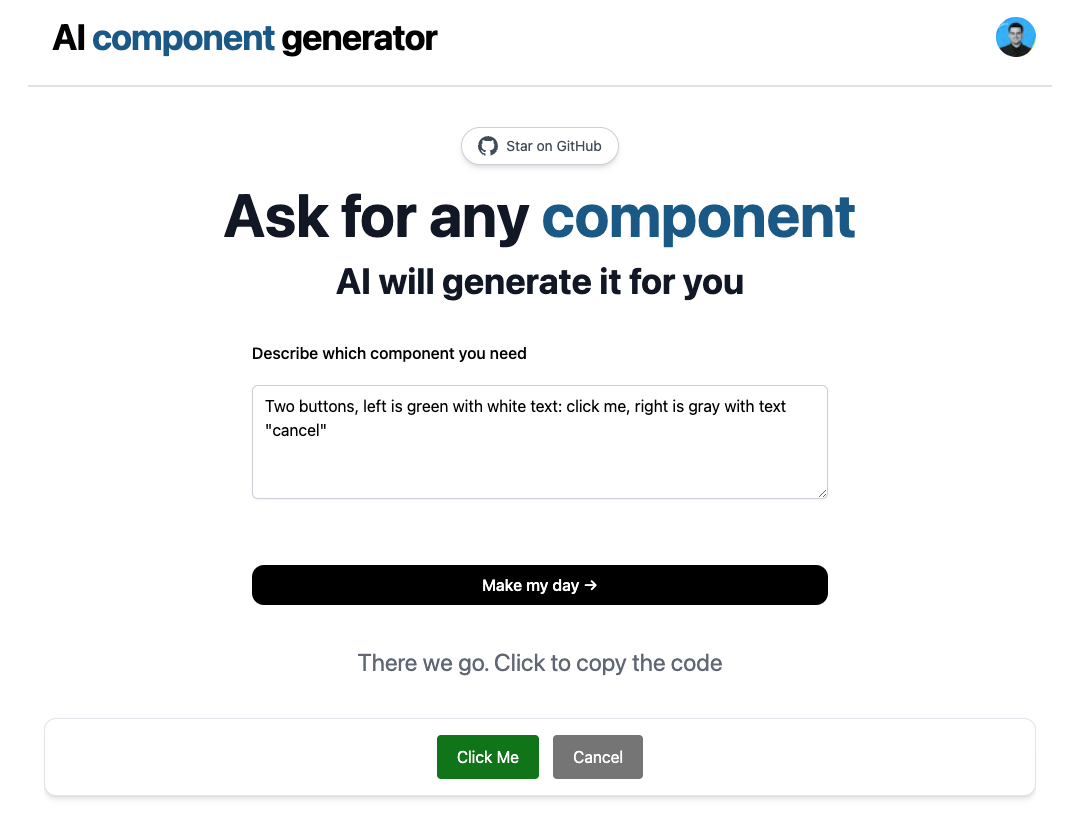 AI component generator
Star on GitHub
Ask for any component
AI will generate it for you
Describe which component you need
Two buttons, left is green with white text: click me, right is gray with text
"cancel"
Make my day →
There we go. Click to copy the code
Click Me
Cancel